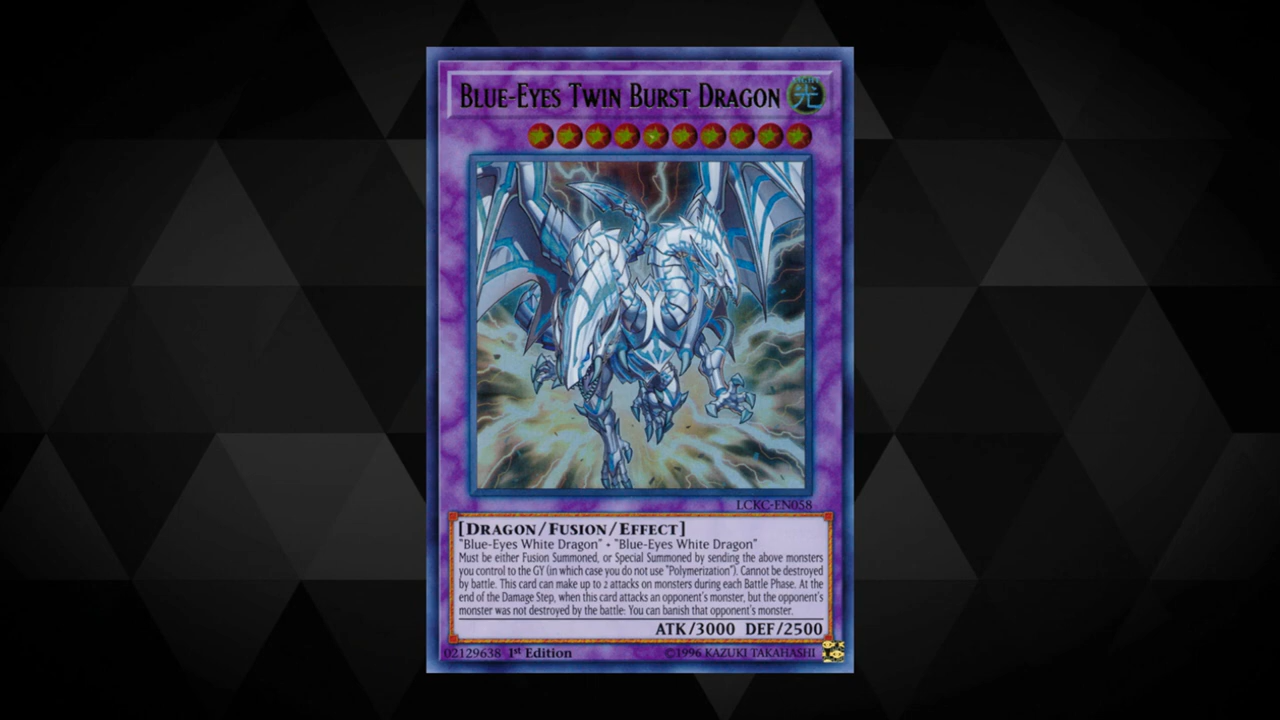 BLUE-EYES TWIN BURST DRAGON
LIGHT
光
LCKC-EN058
[DRAGON/FUSION/EFFECT]
"Blue-Eyes White Dragon" + "Blue-Eyes White Dragon"
Must be either Fusion Summoned, or Special Summoned by sending the above monsters
you control to the GY (in which case you do not use "Polymerization"). Cannot be destroyed
by battle. This card can make up to 2 attacks on monsters during each Battle Phase. At the
end of the Damage Step, when this card attacks an opponent's monster, but the opponent's
monster was not destroyed by the battle: You can banish that opponent's monster.
ATK/3000 DEF/2500
02129638 1st Edition ©1996 KAZUKI TAKAHASHI